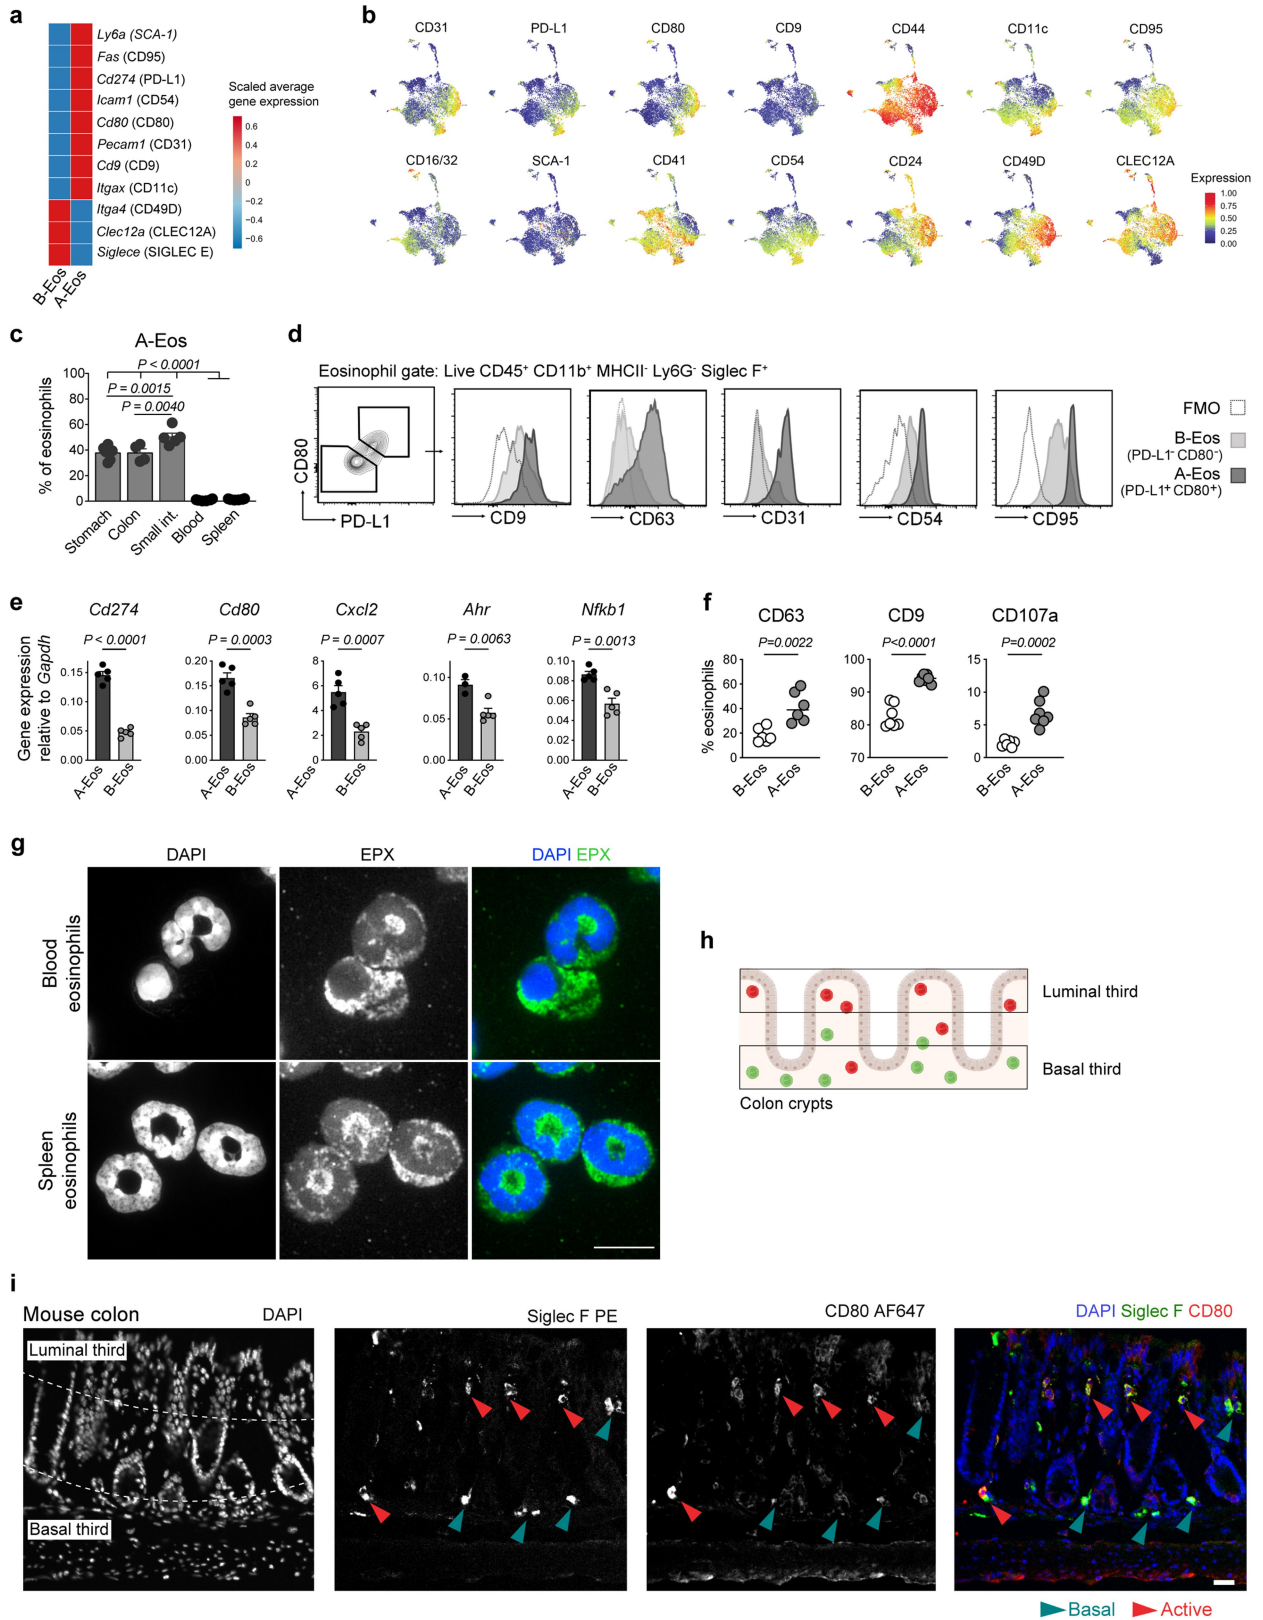 a
Ly6a (SCA-1)
Fas (CD95)
Cd274 (PD-L1)
Icam1 (CD54)
Cd80 (CD80)
Pecam1 (CD31)
Cd9 (CD9)
Itgax (CD11c)
Itga4 (CD49D)
Clec12a (CLEC12A)
Siglece (SIGLEC E)
B-Eos
A-Eos
Scaled average
gene expression
0.6
0.4
0.2
0
−0.2
−0.4
−0.6
b
CD31 PD-L1 CD80 CD9 CD44 CD11c CD95
CD16/32 SCA-1 CD41 CD54 CD24 CD49D CLEC12A
Expression
1.00
0.75
0.50
0.25
0.00
c
A-Eos
P < 0.0001
P = 0.0015
P = 0.0040
% of eosinophils
100
80
60
40
20
0
Stomach
Colon
Small int.
Blood
Spleen
d
Eosinophil gate: Live CD45+ CD11b+ MHCII- Ly6G- Siglec F+
CD80
PD-L1
CD9
CD63
CD31
CD54
CD95
FMO
B-Eos
(PD-L1- CD80-)
A-Eos
(PD-L1+ CD80+)
e
Gene expression
relative to Gapdh
Cd274
P < 0.0001
0.15
0.10
0.05
0.00
A-Eos
B-Eos
Cd80
P = 0.0003
0.20
0.15
0.10
0.05
0.00
A-Eos
B-Eos
Cxcl2
P = 0.0007
8
6
4
2
0
A-Eos
B-Eos
Ahr
P = 0.0063
0.10
0.05
0.00
A-Eos
B-Eos
Nfkb1
P = 0.0013
0.10
0.08
0.06
0.04
0.02
0.00
A-Eos
B-Eos
f
% eosinophils
CD63
P=0.0022
80
60
40
20
0
B-Eos
A-Eos
CD9
P<0.0001
100
90
80
70
B-Eos
A-Eos
CD107a
P=0.0002
15
10
5
0
B-Eos
A-Eos
g
DAPI
EPX
DAPI EPX
Blood
eosinophils
Spleen
eosinophils
h
Luminal third
Basal third
Colon crypts
i
Mouse colon
DAPI
Siglec F PE
CD80 AF647
DAPI Siglec F CD80
Luminal third
Basal third
Basal
Active